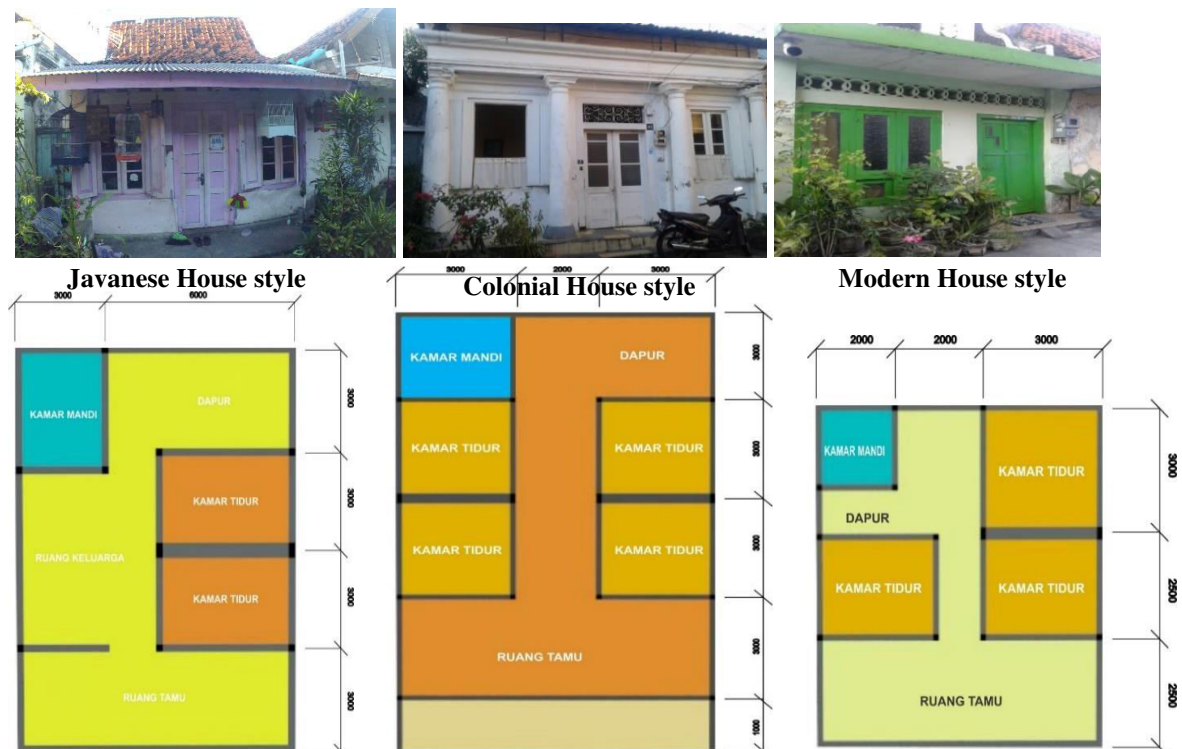 Javanese House style
Colonial House style
Modern House style
3000 6000
KAMAR MANDI
DAPUR
KAMAR TIDUR
RUANG KELUARGA
KAMAR TIDUR
RUANG TAMU
3000
3000
3000
3000
3000 2000 3000
KAMAR MANDI
DAPUR
KAMAR TIDUR KAMAR TIDUR
KAMAR TIDUR KAMAR TIDUR
RUANG TAMU
3000
3000
3000
3000
1000
2000 2000 3000
KAMAR MANDI
KAMAR TIDUR
DAPUR
KAMAR TIDUR KAMAR TIDUR
RUANG TAMU
3000
2500
2500